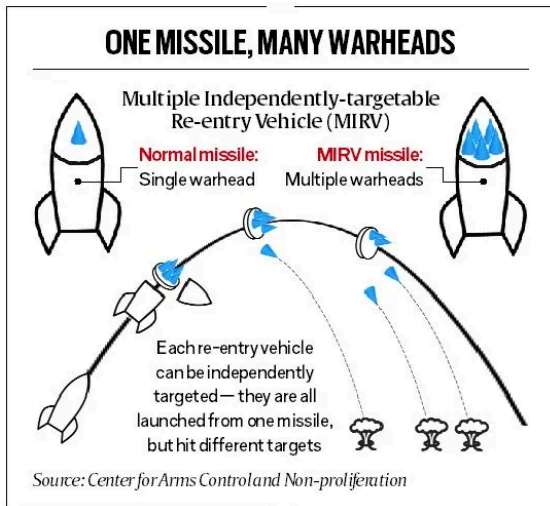 ONE MISSILE, MANY WARHEADS
Multiple Independently-targetable
Re-entry Vehicle (MIRV)
Normal missile:
Single warhead
MIRV missile:
Multiple warheads
Each re-entry vehicle
can be independently
targeted — they are all
launched from one missile,
but hit different targets
Source: Center for Arms Control and Non-proliferation